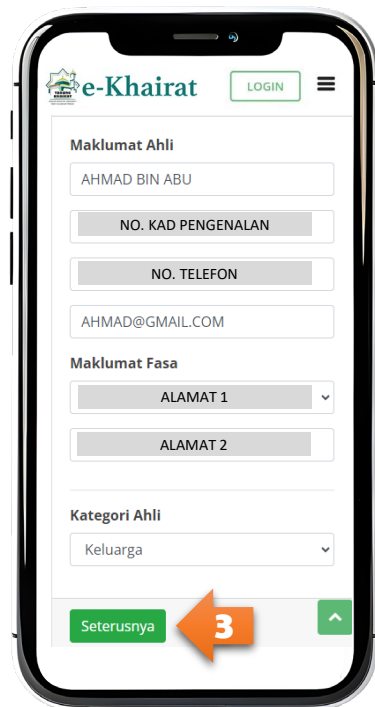 e-Khairat
LOGIN
Maklumat Ahli
AHMAD BIN ABU
NO. KAD PENGENALAN
NO. TELEFON
AHMAD@GMAIL.COM
Maklumat Fasa
ALAMAT 1
ALAMAT 2
Kategori Ahli
Keluarga
Seterusnya
3